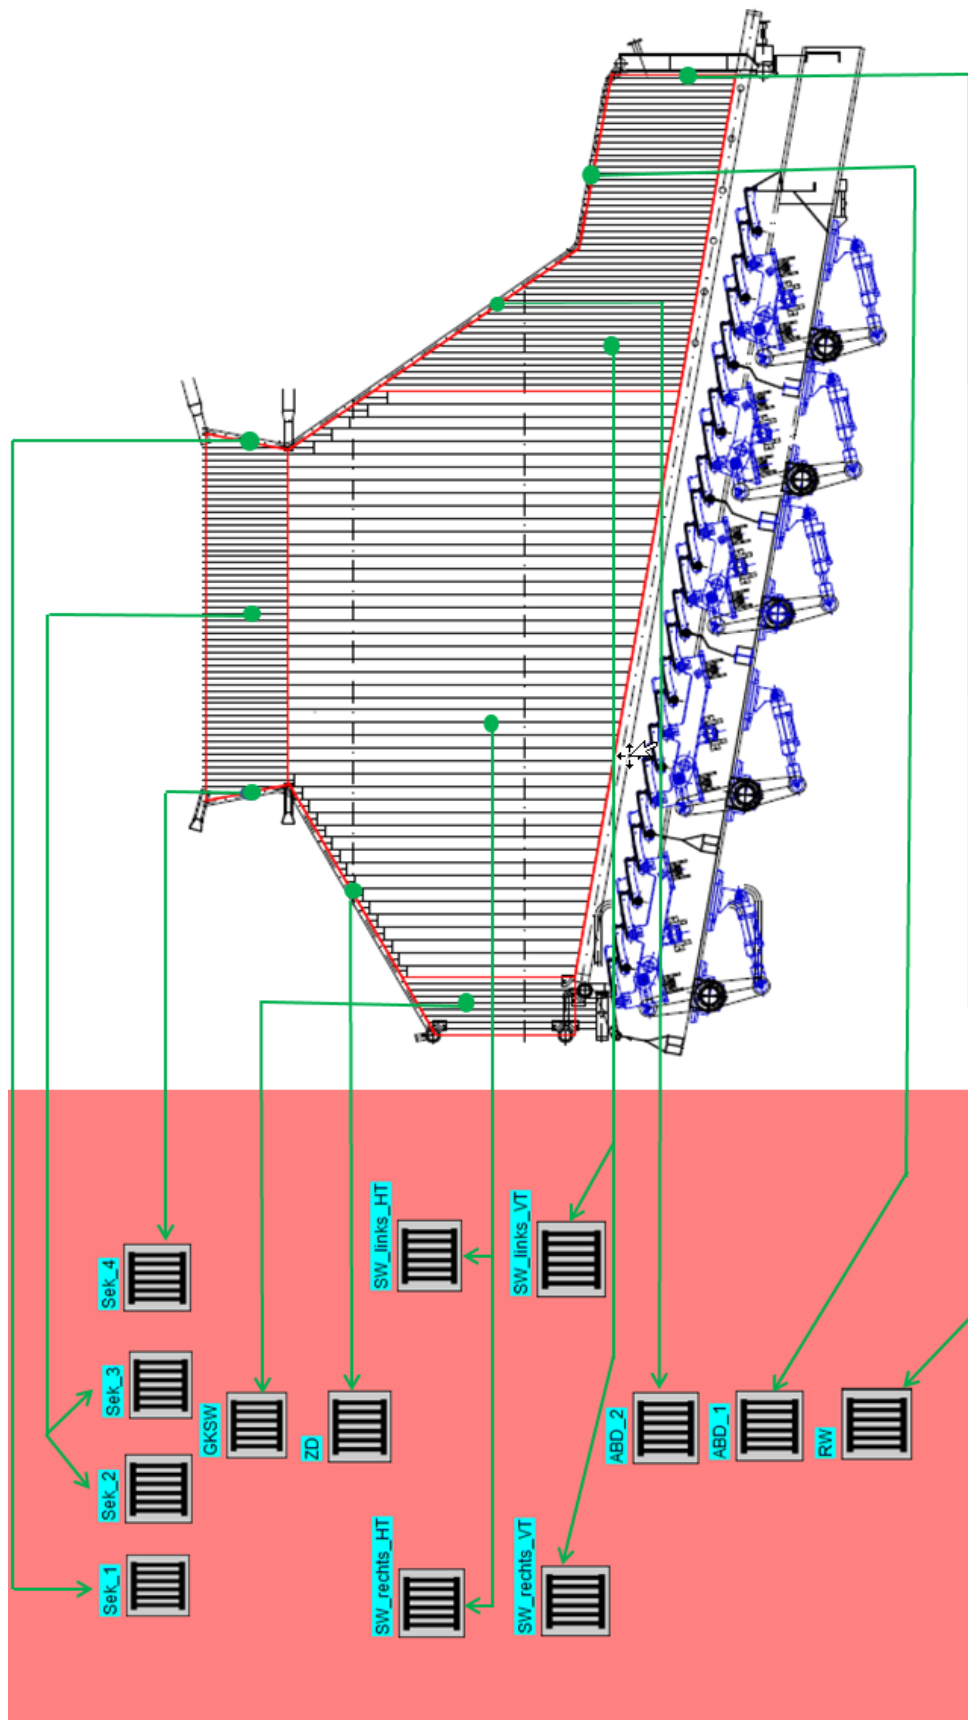 SW_links_HT
SW_links_VT
Sek_4
Sek_3
GKSW
ZD
ABD_2
ABD_1
RW
Sek_2
Sek_1
SW_rechts_HT
SW_rechts_VT